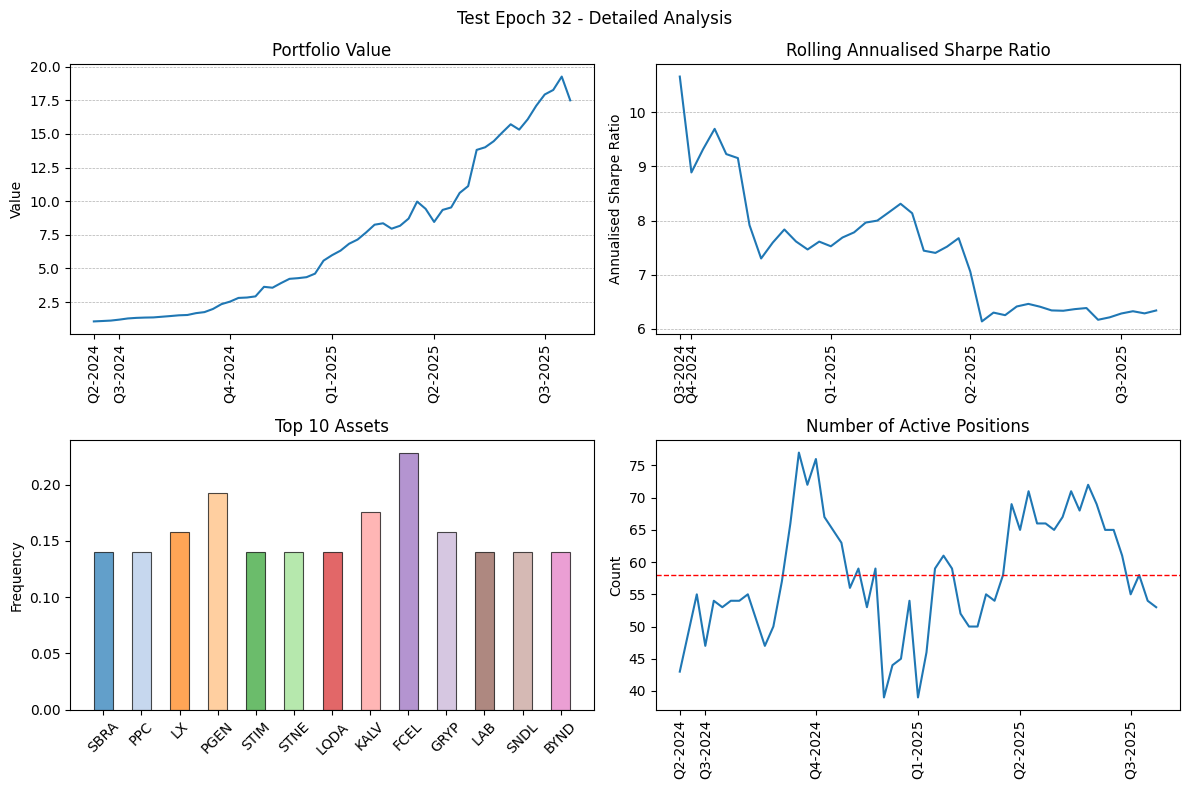 Test Epoch 32 - Detailed Analysis
Portfolio Value
Value
20.0
17.5
15.0
12.5
10.0
7.5
5.0
2.5
Q2-2024
Q3-2024
Q4-2024
Q1-2025
Q2-2025
Q3-2025
Rolling Annualised Sharpe Ratio
Annualised Sharpe Ratio
10
9
8
7
6
Q3-2024
Q4-2024
Q1-2025
Q2-2025
Q3-2025
Top 10 Assets
Frequency
0.20
0.15
0.10
0.05
0.00
SBRA
PPC
LX
PGEN
STIM
STNE
LQDA
KALV
FCEL
GRYP
LAB
SNDL
BYND
Number of Active Positions
Count
75
70
65
60
55
50
45
40
Q2-2024
Q3-2024
Q4-2024
Q1-2025
Q2-2025
Q3-2025